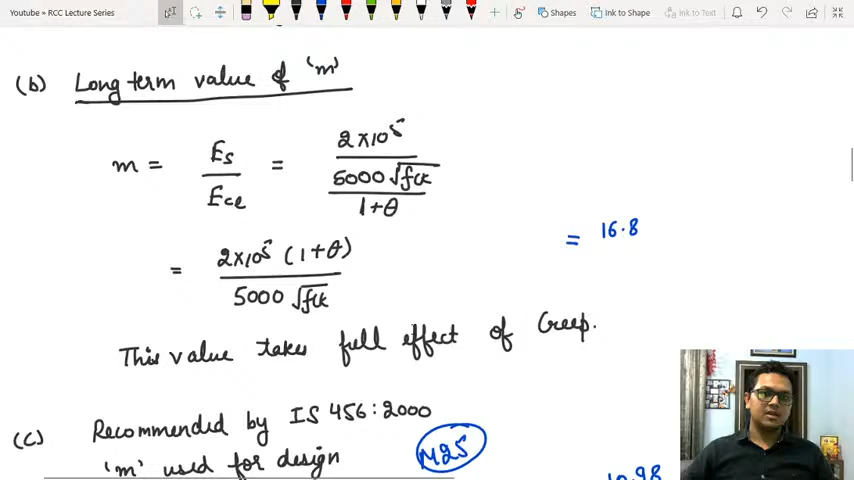 Youtube » RCC Lecture Series
Shapes
Ink to Shape
Ink to Text
(b) Long term value of 'm'
m = Es / Ece = 2×10⁵ / (5000√fck / 1+θ)
= 2×10⁵ (1+θ) / 5000 √fck
= 16.8
This value takes full effect of Creep.
(c) Recommended by IS 456:2000
'm' used for design
M25
10.98